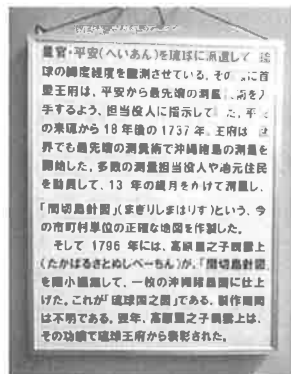 量官・平安(へいあん)を琉球に派遣して
球の緯度経度を観測させている。その に首
里王府は、平安から最先端の測量 術を入
手するよう、担当役人に指示して た。平
の来琉から18年後の1737年、王府は
界でも最先端の測量術で沖縄諸島の測量を
開始した。多数の測量担当役人や地元住民
を動員して、13年の歳月をかけて測量し、
「間切島針図」(まぎりしまはりず)という、今
の市町村単位の正確な地図を作製した。
そして1796年には、高原里之子親雲上
(たかはるさとぬしぺーちん)が、「間切島針図」
を縮小編集して、一枚の沖縄諸島図に仕上
げた。これが「琉球国之図」である。製作期間
は不明である。翌年、高原里之子親雲上は、
その功績で琉球王府から表彰された。